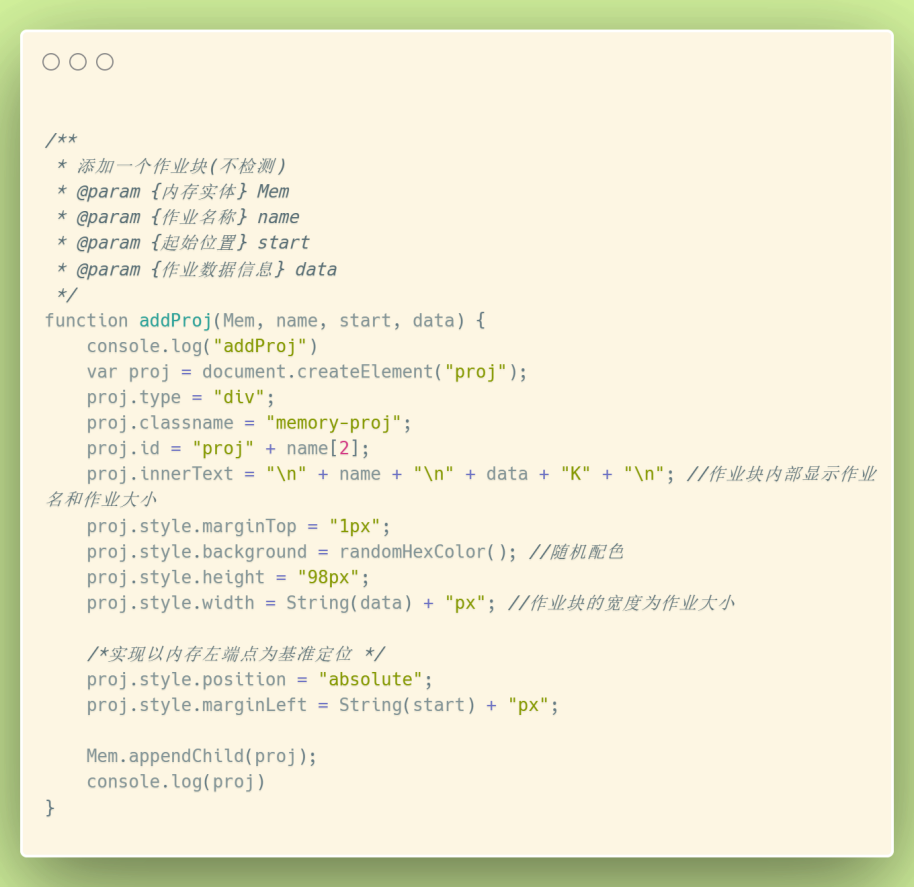 /**
 * 添加一个作业块(不检测)
 * @param {内存实体} Mem
 * @param {作业名称} name
 * @param {起始位置} start
 * @param {作业数据信息} data
 */
function addProj(Mem, name, start, data) {
    console.log("addProj")
    var proj = document.createElement("proj");
    proj.type = "div";
    proj.classname = "memory-proj";
    proj.id = "proj" + name[2];
    proj.innerText = "\n" + name + "\n" + data + "K" + "\n"; //作业块内部显示作业
名和作业大小
    proj.style.marginTop = "1px";
    proj.style.background = randomHexColor(); //随机配色
    proj.style.height = "98px";
    proj.style.width = String(data) + "px"; //作业块的宽度为作业大小

    /*实现以内存左端点为基准定位 */
    proj.style.position = "absolute";
    proj.style.marginLeft = String(start) + "px";

    Mem.appendChild(proj);
    console.log(proj)
}